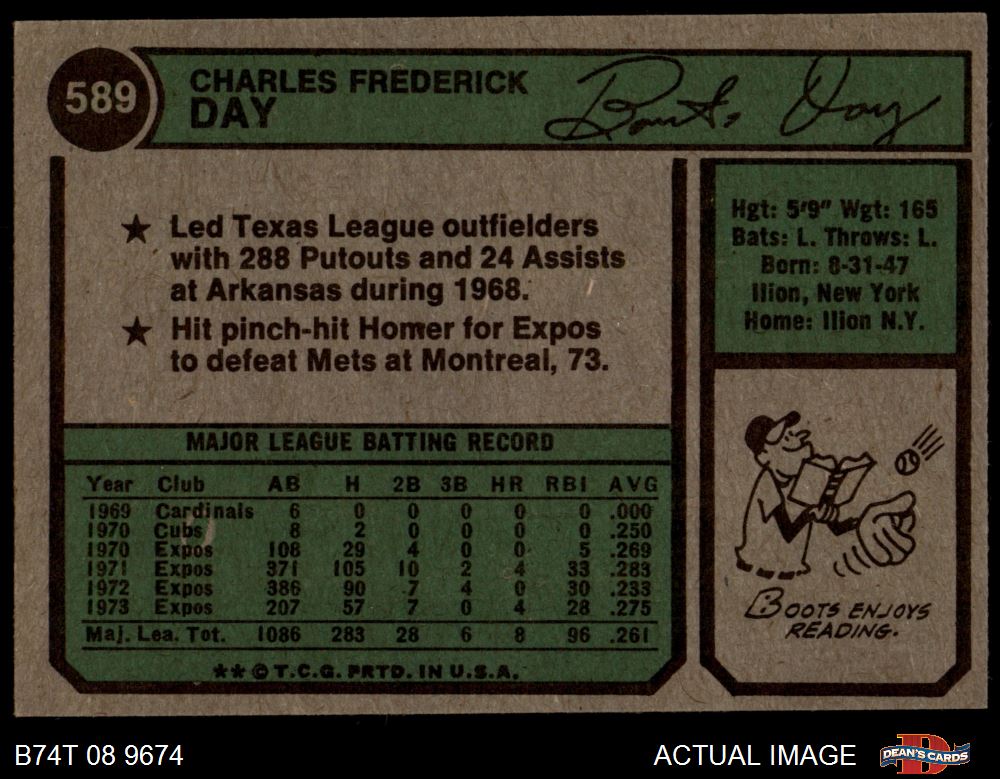 589
CHARLES FREDERICK
DAY
Boots Day
★ Led Texas League outfielders
with 288 Putouts and 24 Assists
at Arkansas during 1968.
★ Hit pinch-hit Homer for Expos
to defeat Mets at Montreal, 73.
Hgt: 5'9" Wgt: 165
Bats: L. Throws: L.
Born: 8-31-47
Ilion, New York
Home: Ilion N.Y.
MAJOR LEAGUE BATTING RECORD
Year Club AB H 2B 3B HR RBI AVG
1969 Cardinals 6 0 0 0 0 0 .000
1970 Cubs 8 2 0 0 0 0 .250
1970 Expos 108 29 4 0 0 5 .269
1971 Expos 371 105 10 2 4 33 .283
1972 Expos 386 90 7 4 0 30 .233
1973 Expos 207 57 7 0 4 28 .275
Maj. Lea. Tot. 1086 283 28 6 8 96 .261
**© T.C.G. PRTD. IN U.S.A.
BOOTS ENJOYS
READING.
B74T 08 9674
ACTUAL IMAGE
DEAN'S CARDS